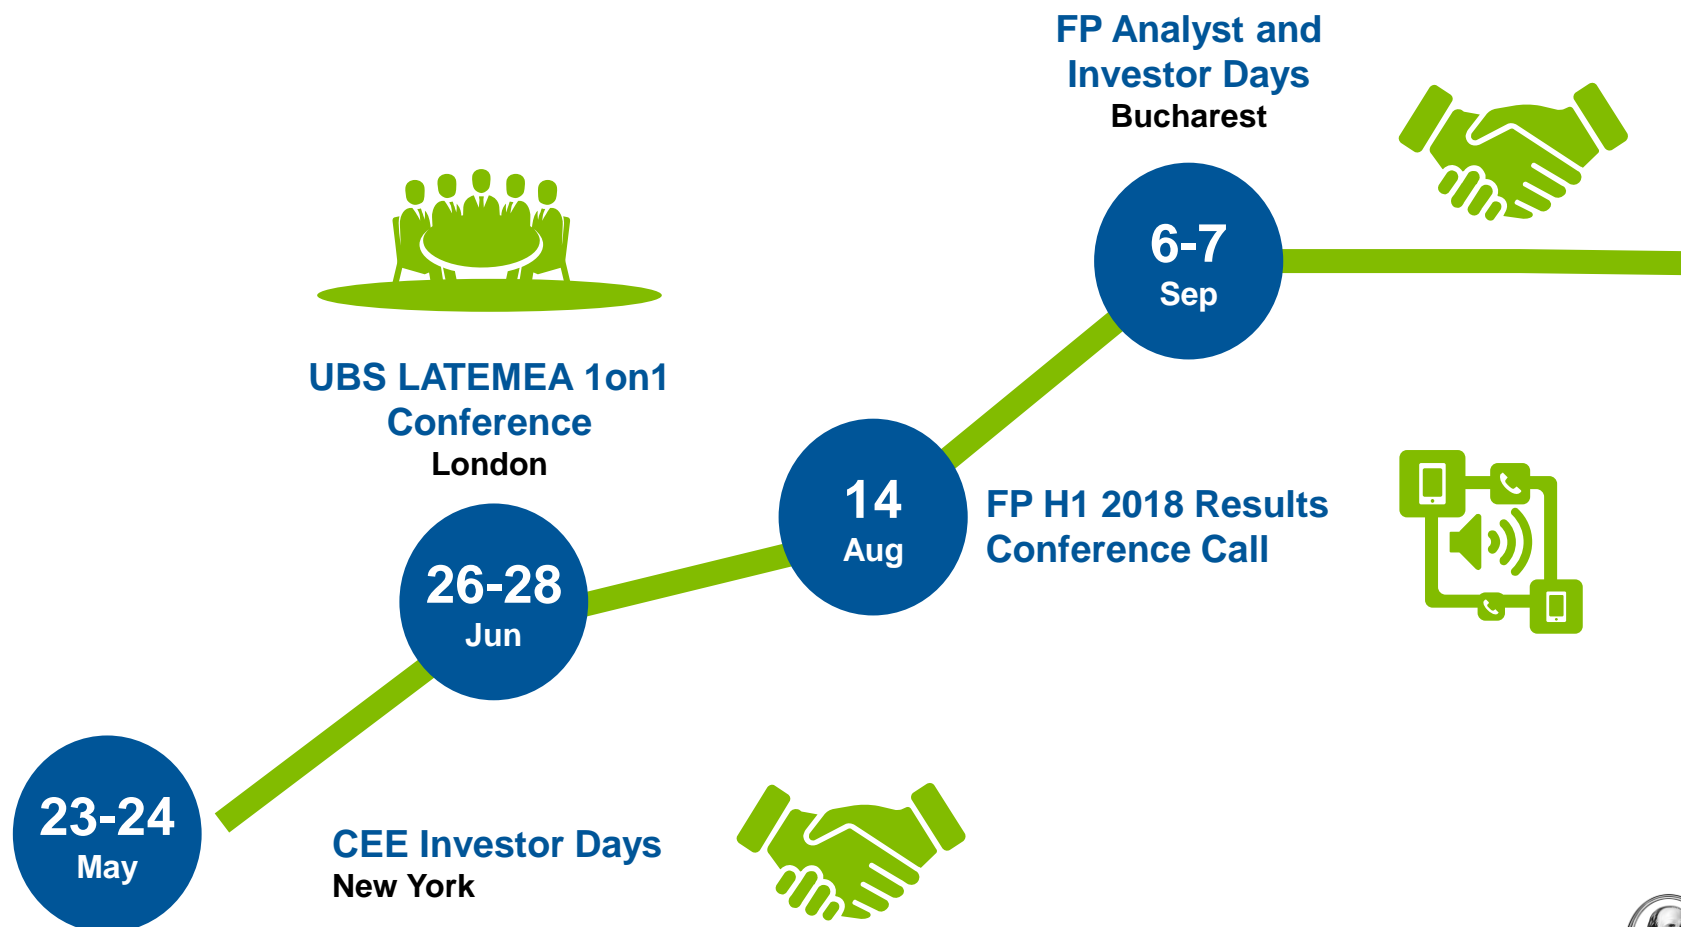 FP Analyst and
Investor Days
Bucharest
6-7
Sep
UBS LATEMEA 1on1
Conference
London
14
Aug
FP H1 2018 Results
Conference Call
26-28
Jun
23-24
May
CEE Investor Days
New York